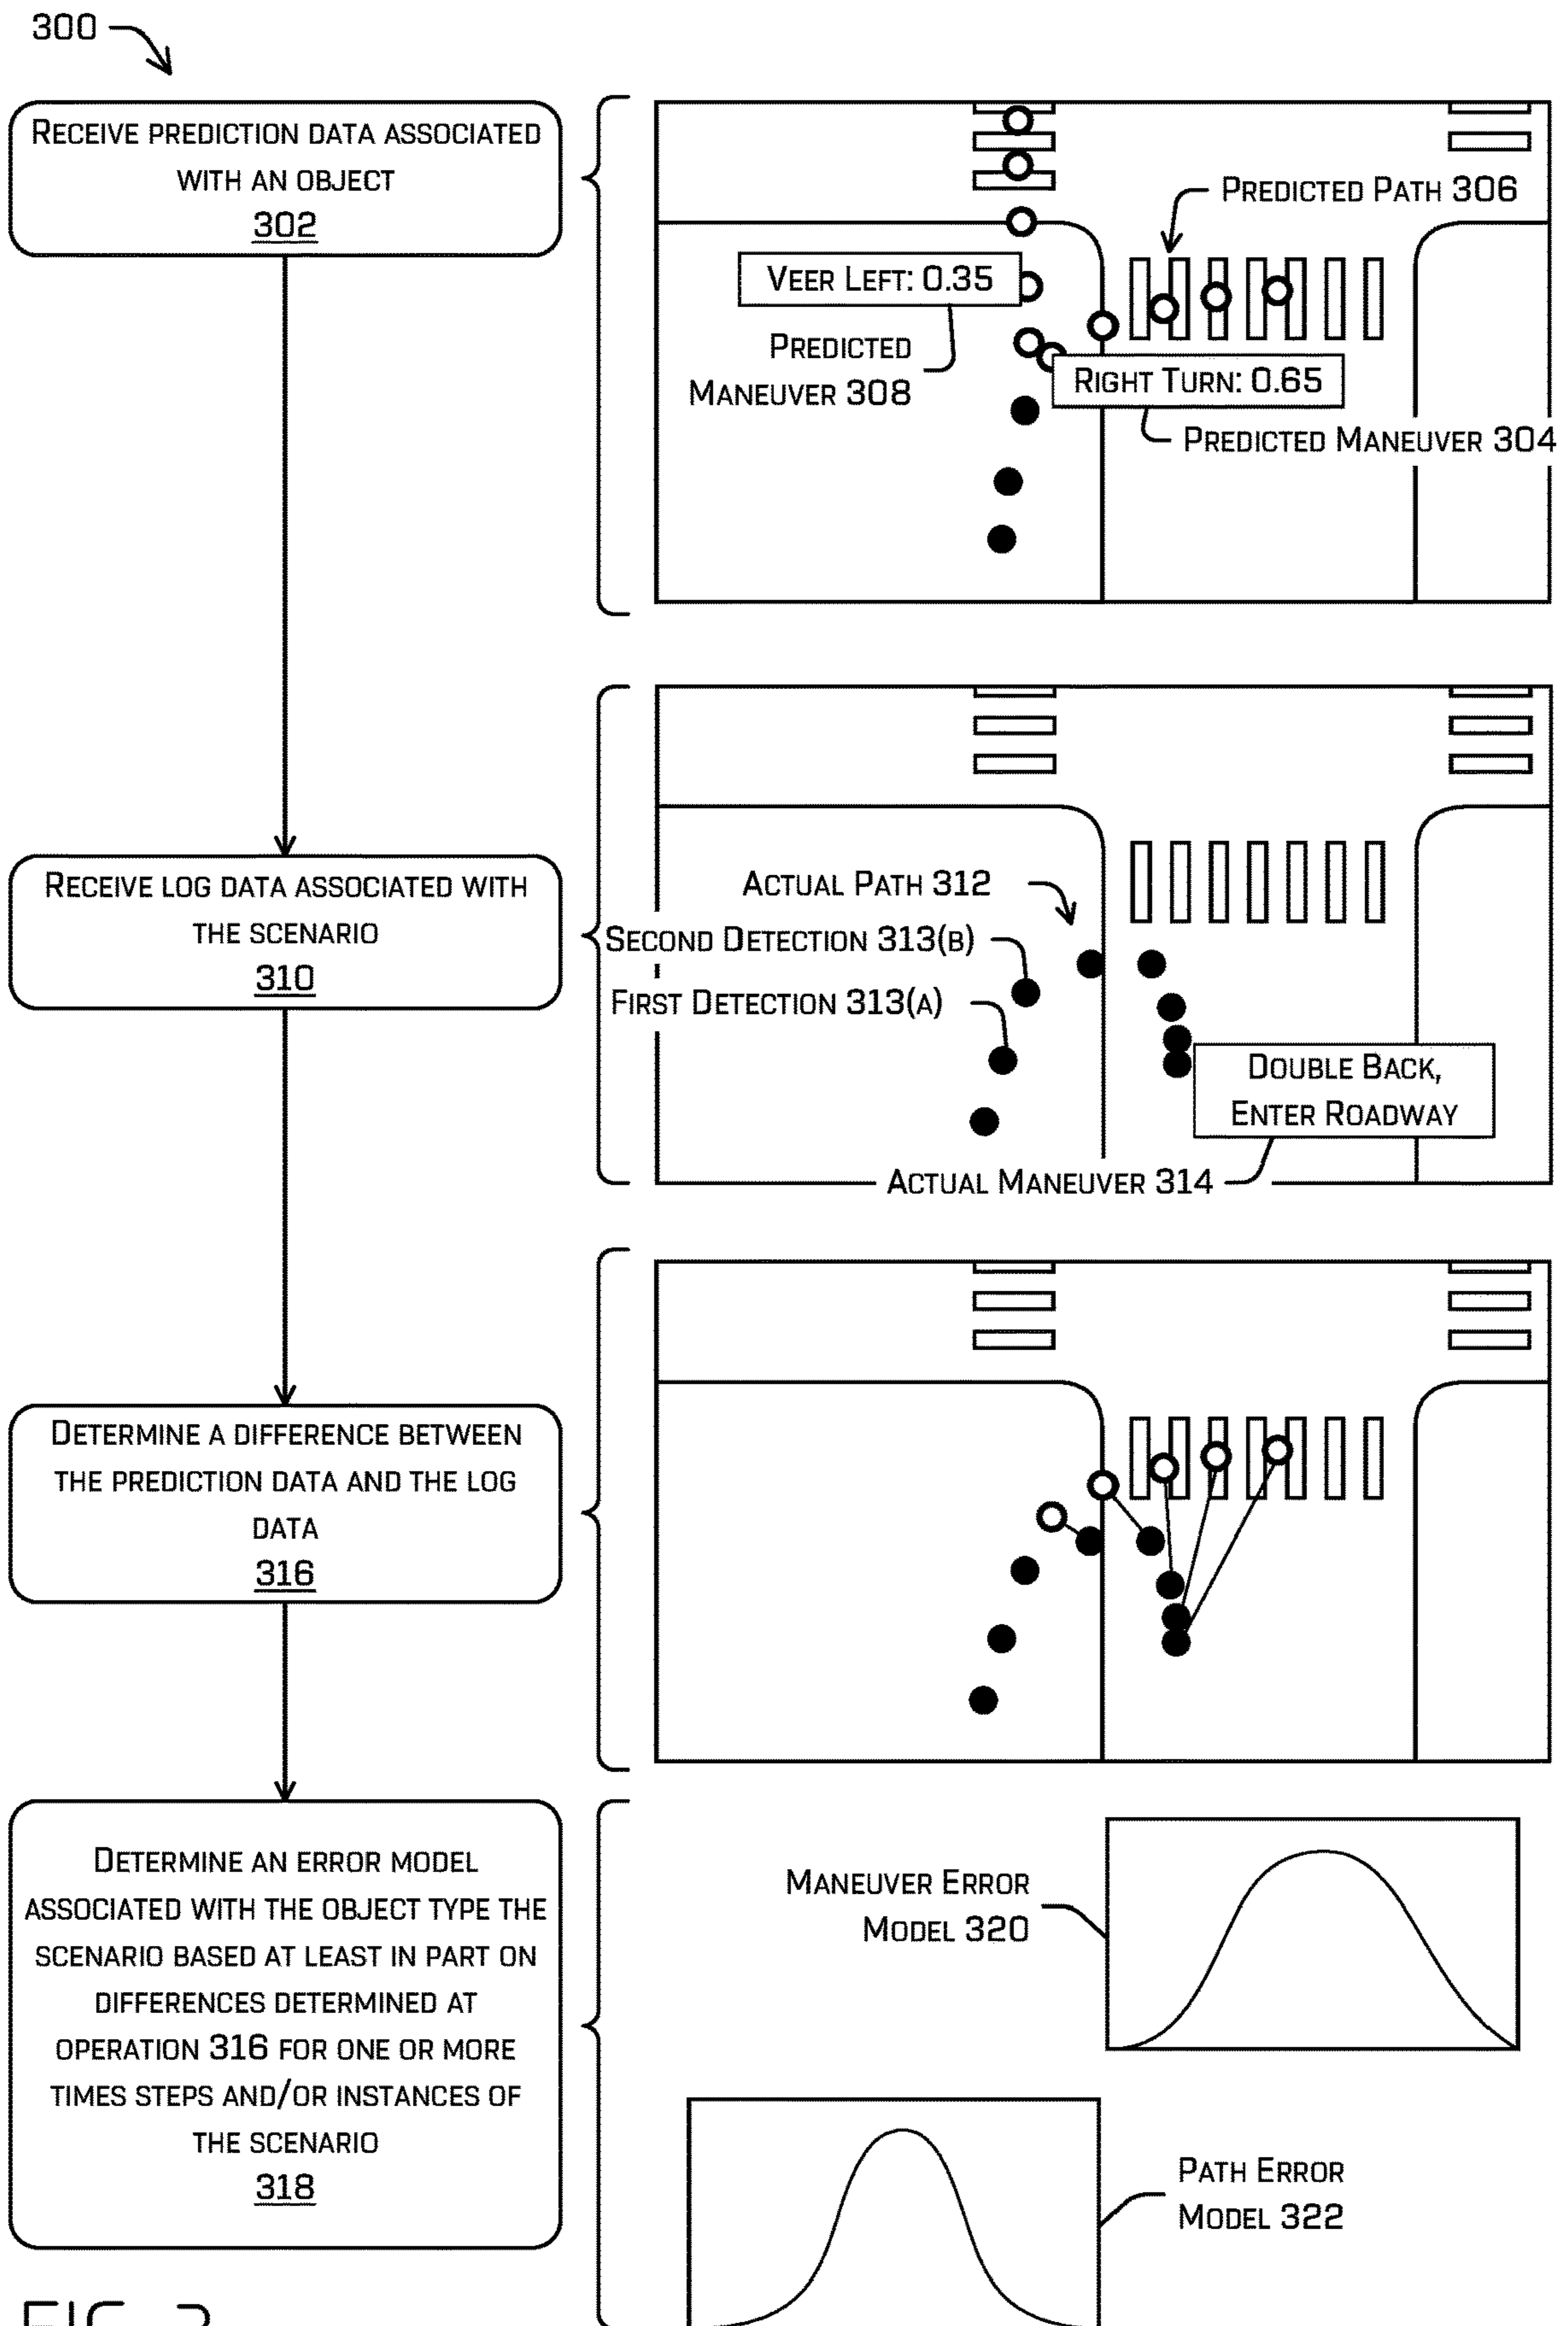 300
RECEIVE PREDICTION DATA ASSOCIATED
WITH AN OBJECT
302
PREDICTED PATH 306
VEER LEFT: 0.35
PREDICTED
MANEUVER 308
RIGHT TURN: 0.65
PREDICTED MANEUVER 304
RECEIVE LOG DATA ASSOCIATED WITH
THE SCENARIO
310
ACTUAL PATH 312
SECOND DETECTION 313(B)
FIRST DETECTION 313(A)
DOUBLE BACK,
ENTER ROADWAY
ACTUAL MANEUVER 314
DETERMINE A DIFFERENCE BETWEEN
THE PREDICTION DATA AND THE LOG
DATA
316
DETERMINE AN ERROR MODEL
ASSOCIATED WITH THE OBJECT TYPE THE
SCENARIO BASED AT LEAST IN PART ON
DIFFERENCES DETERMINED AT
OPERATION 316 FOR ONE OR MORE
TIMES STEPS AND/OR INSTANCES OF
THE SCENARIO
318
MANEUVER ERROR
MODEL 320
PATH ERROR
MODEL 322